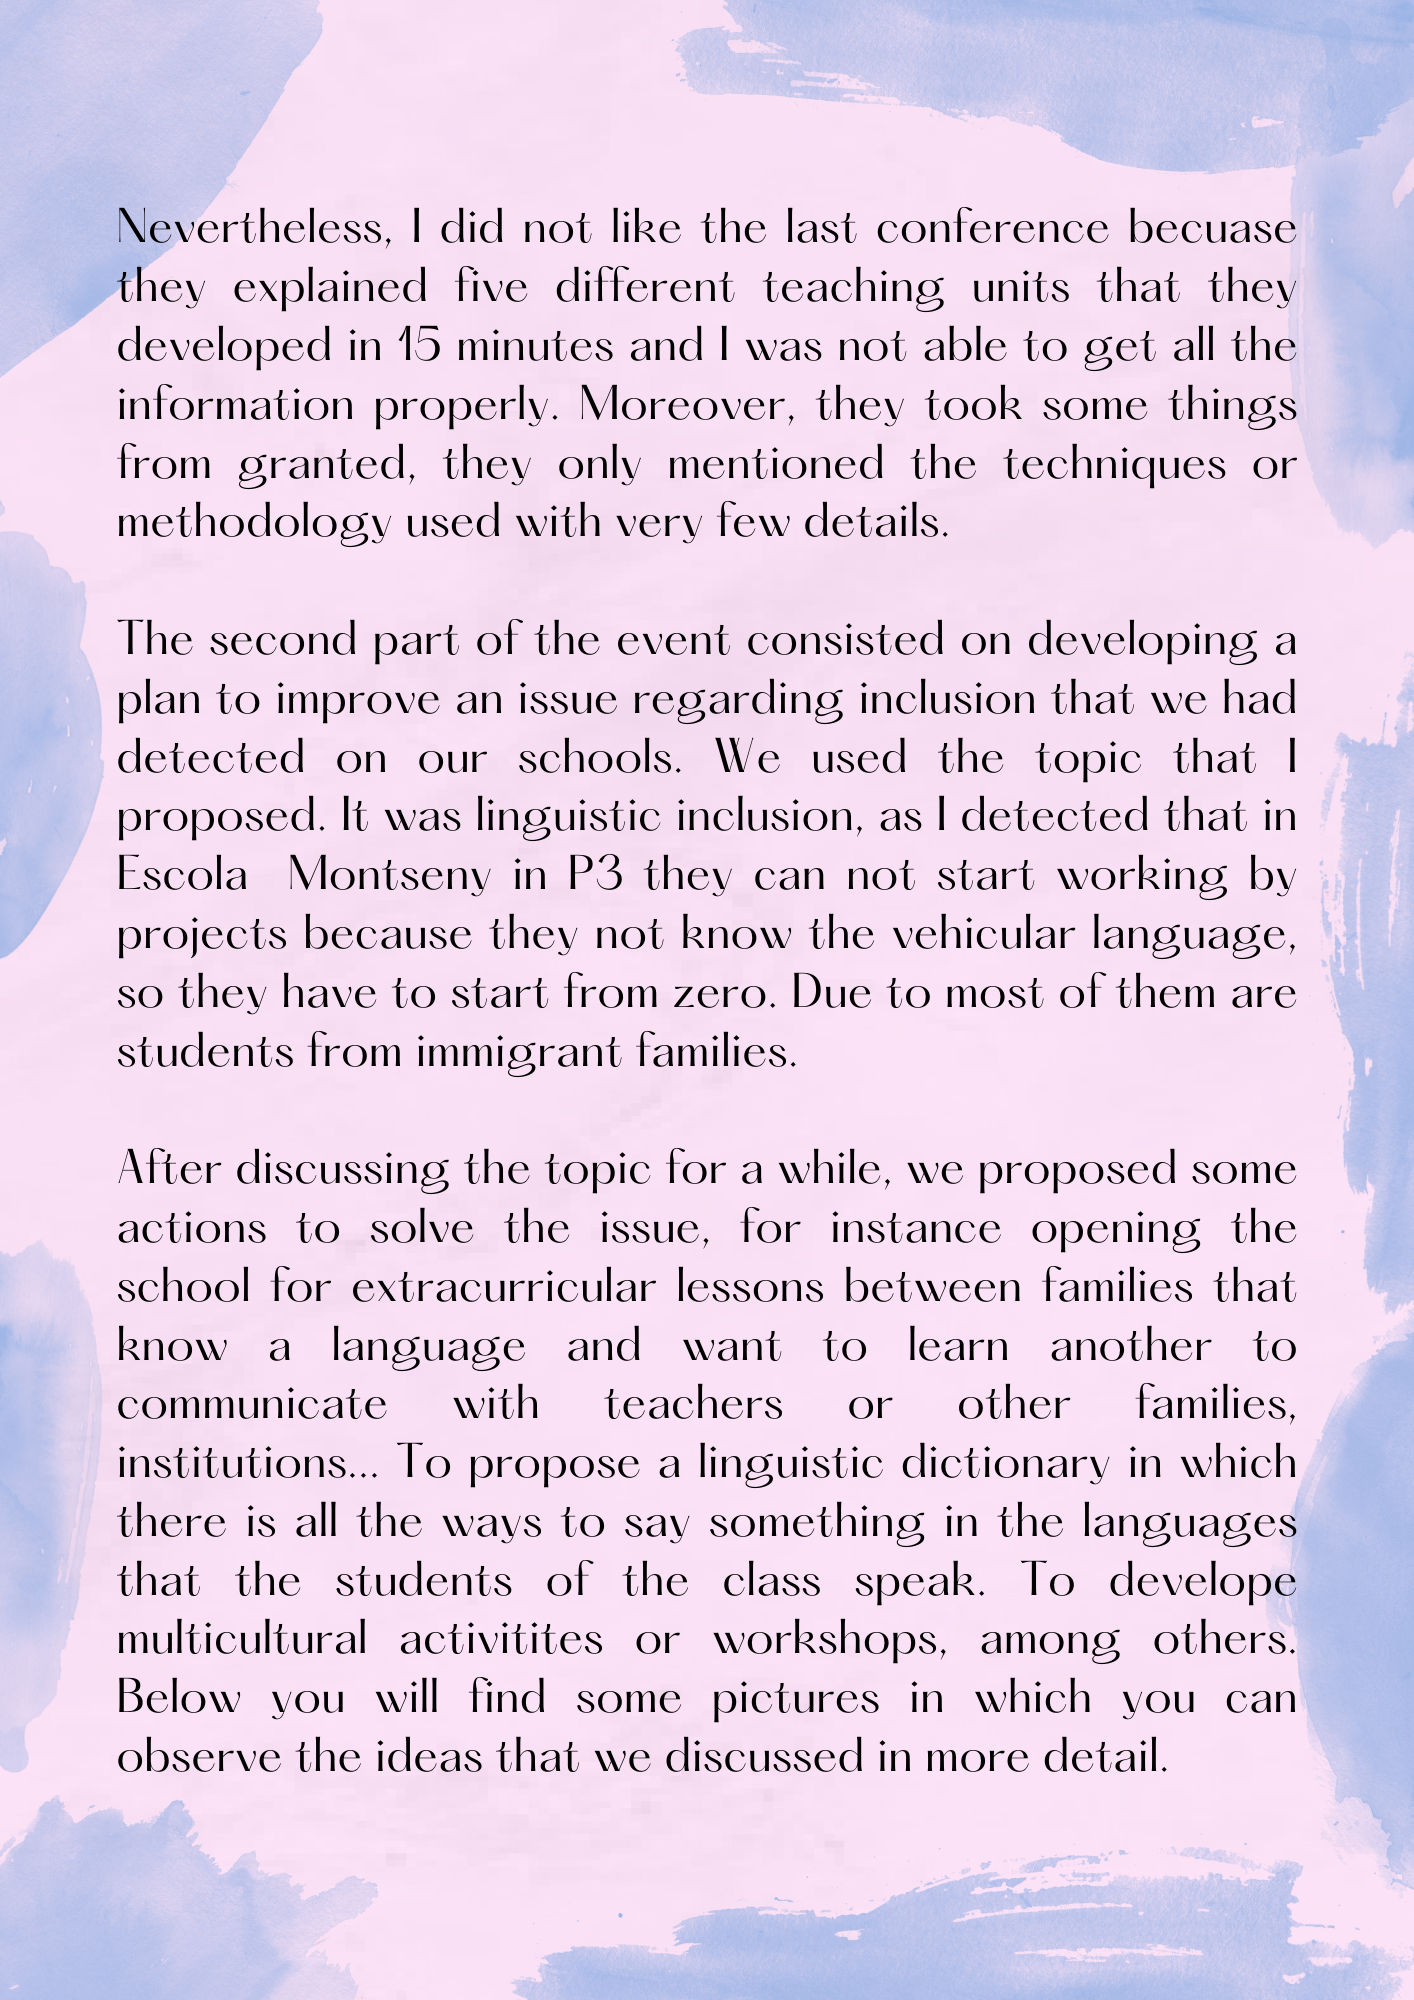 Nevertheless, I did not like the last conference becuase
they explained five different teaching units that they
developed in 15 minutes and I was not able to get all the
information properly. Moreover, they took some things
from granted, they only mentioned the techniques or
methodology used with very few details.
The second part of the event consisted on developing a
plan to improve an issue regarding inclusion that we had
detected on our schools. We used the topic that I
proposed. It was linguistic inclusion, as I detected that in
Escola Montseny in P3 they can not start working by
projects because they not know the vehicular language,
so they have to start from zero. Due to most of them are
students from immigrant families.
After discussing the topic for a while, we proposed some
actions to solve the issue, for instance opening the
school for extracurricular lessons between families that
know a language and want to learn another to
communicate with teachers or other families,
institutions... To propose a linguistic dictionary in which
there is all the ways to say something in the languages
that the students of the class speak. To develope
multicultural activitites or workshops, among others.
Below you will find some pictures in which you can
observe the ideas that we discussed in more detail.